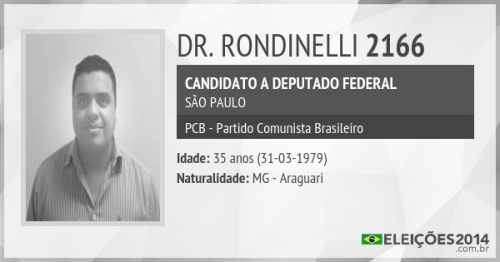 DR. RONDINELLI 2166
CANDIDATO A DEPUTADO FEDERAL
SÃO PAULO
PCB - Partido Comunista Brasileiro
Idade: 35 anos (31-03-1979)
Naturalidade: MG - Araguari
ELEIÇÕES2014
.com.br